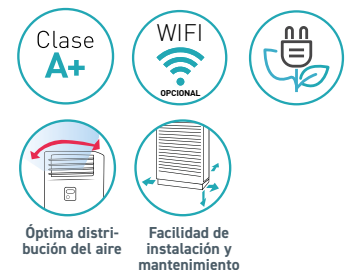 Clase
A+
WIFI
OPCIONAL
Óptima distri-
bución del aire
Facilidad de
instalación y
mantenimiento